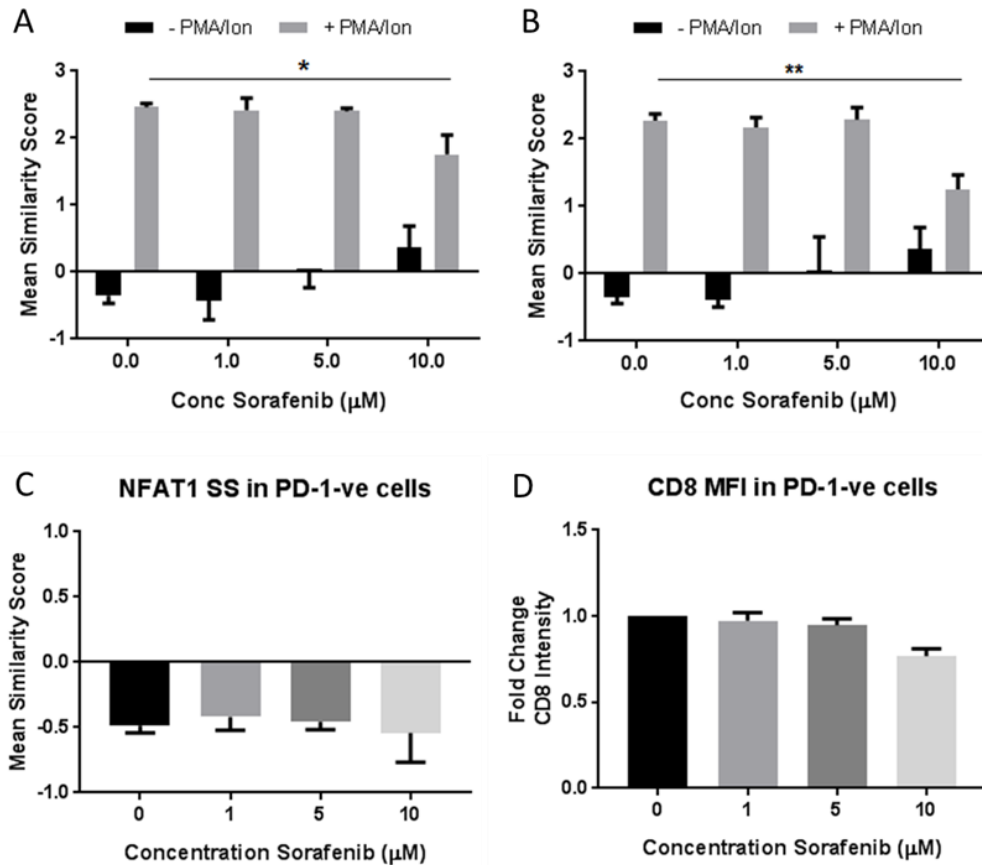 A
- PMA/Ion + PMA/Ion
*
Mean Similarity Score
3
2
1
0
-1
0.0 1.0 5.0 10.0
Conc Sorafenib (μM)
B
- PMA/Ion + PMA/Ion
**
Mean Similarity Score
3
2
1
0
-1
0.0 1.0 5.0 10.0
Conc Sorafenib (μM)
C
NFAT1 SS in PD-1-ve cells
Mean Similarity Score
1.0
0.5
0.0
-0.5
-1.0
0 1 5 10
Concentration Sorafenib (μM)
D
CD8 MFI in PD-1-ve cells
Fold Change
CD8 Intensity
1.5
1.0
0.5
0.0
0 1 5 10
Concentration Sorafenib (μM)